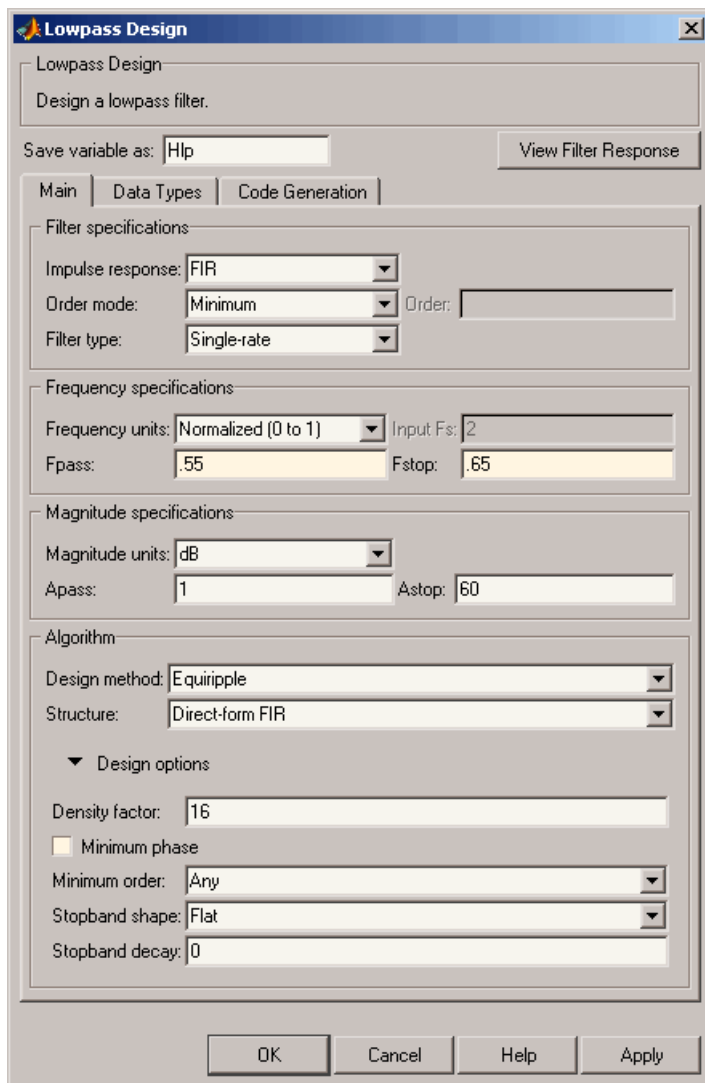 Lowpass Design
Lowpass Design
Design a lowpass filter.
Save variable as: Hlp View Filter Response
Main Data Types Code Generation
Filter specifications
Impulse response: FIR
Order mode: Minimum Order:
Filter type: Single-rate
Frequency specifications
Frequency units: Normalized (0 to 1) Input Fs: 2
Fpass: .55 Fstop: .65
Magnitude specifications
Magnitude units: dB
Apass: 1 Astop: 60
Algorithm
Design method: Equiripple
Structure: Direct-form FIR
Design options
Density factor: 16
Minimum phase
Minimum order: Any
Stopband shape: Flat
Stopband decay: 0
OK Cancel Help Apply